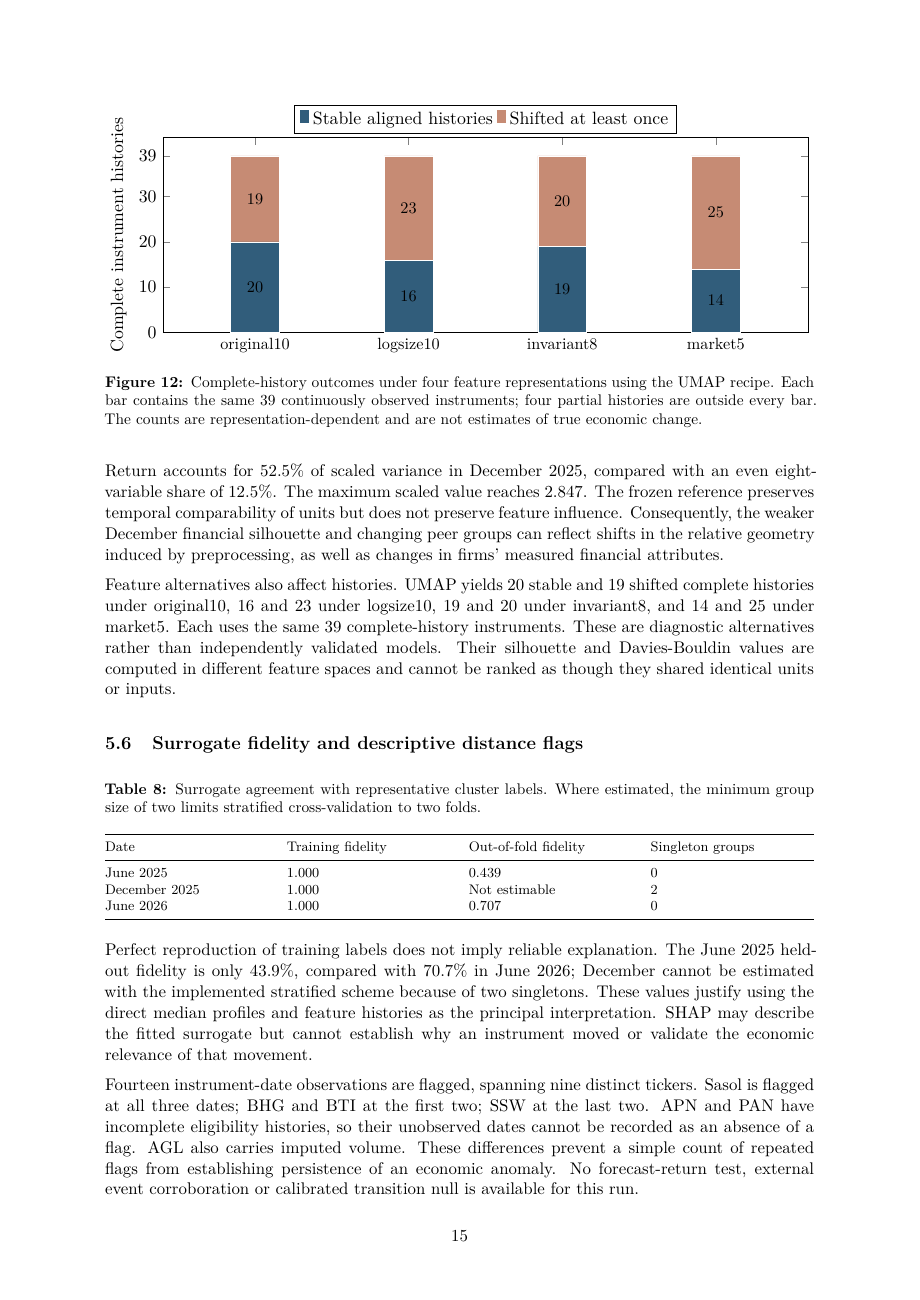 Stable aligned histories Shifted at least once
Complete instrument histories
39
30
20
10
0
19
23
20
25
20
16
19
14
original10 logsize10 invariant8 market5
Figure 12: Complete-history outcomes under four feature representations using the UMAP recipe. Each
bar contains the same 39 continuously observed instruments; four partial histories are outside every bar.
The counts are representation-dependent and are not estimates of true economic change.
Return accounts for 52.5% of scaled variance in December 2025, compared with an even eight-
variable share of 12.5%. The maximum scaled value reaches 2.847. The frozen reference preserves
temporal comparability of units but does not preserve feature influence. Consequently, the weaker
December financial silhouette and changing peer groups can reflect shifts in the relative geometry
induced by preprocessing, as well as changes in firms’ measured financial attributes.
Feature alternatives also affect histories. UMAP yields 20 stable and 19 shifted complete histories
under original10, 16 and 23 under logsize10, 19 and 20 under invariant8, and 14 and 25 under
market5. Each uses the same 39 complete-history instruments. These are diagnostic alternatives
rather than independently validated models. Their silhouette and Davies-Bouldin values are
computed in different feature spaces and cannot be ranked as though they shared identical units
or inputs.
5.6 Surrogate fidelity and descriptive distance flags
Table 8: Surrogate agreement with representative cluster labels. Where estimated, the minimum group
size of two limits stratified cross-validation to two folds.
Date Training fidelity Out-of-fold fidelity Singleton groups
June 2025 1.000 0.439 0
December 2025 1.000 Not estimable 2
June 2026 1.000 0.707 0
Perfect reproduction of training labels does not imply reliable explanation. The June 2025 held-
out fidelity is only 43.9%, compared with 70.7% in June 2026; December cannot be estimated
with the implemented stratified scheme because of two singletons. These values justify using the
direct median profiles and feature histories as the principal interpretation. SHAP may describe
the fitted surrogate but cannot establish why an instrument moved or validate the economic
relevance of that movement.
Fourteen instrument-date observations are flagged, spanning nine distinct tickers. Sasol is flagged
at all three dates; BHG and BTI at the first two; SSW at the last two. APN and PAN have
incomplete eligibility histories, so their unobserved dates cannot be recorded as an absence of a
flag. AGL also carries imputed volume. These differences prevent a simple count of repeated
flags from establishing persistence of an economic anomaly. No forecast-return test, external
event corroboration or calibrated transition null is available for this run.
15